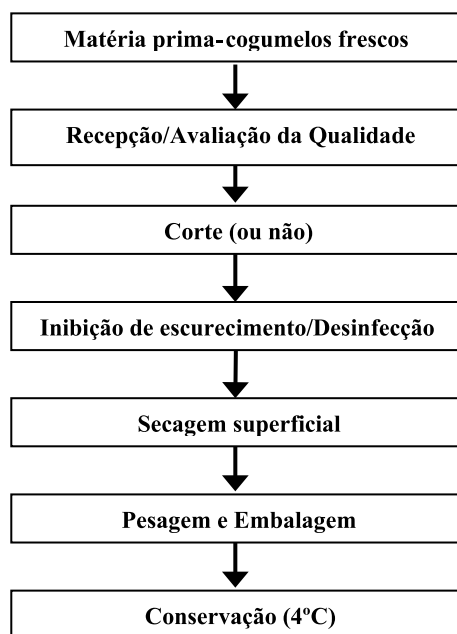 Matéria prima-cogumelos frescos
Recepção/Avaliação da Qualidade
Corte (ou não)
Inibição de escurecimento/Desinfecção
Secagem superficial
Pesagem e Embalagem
Conservação (4ºC)